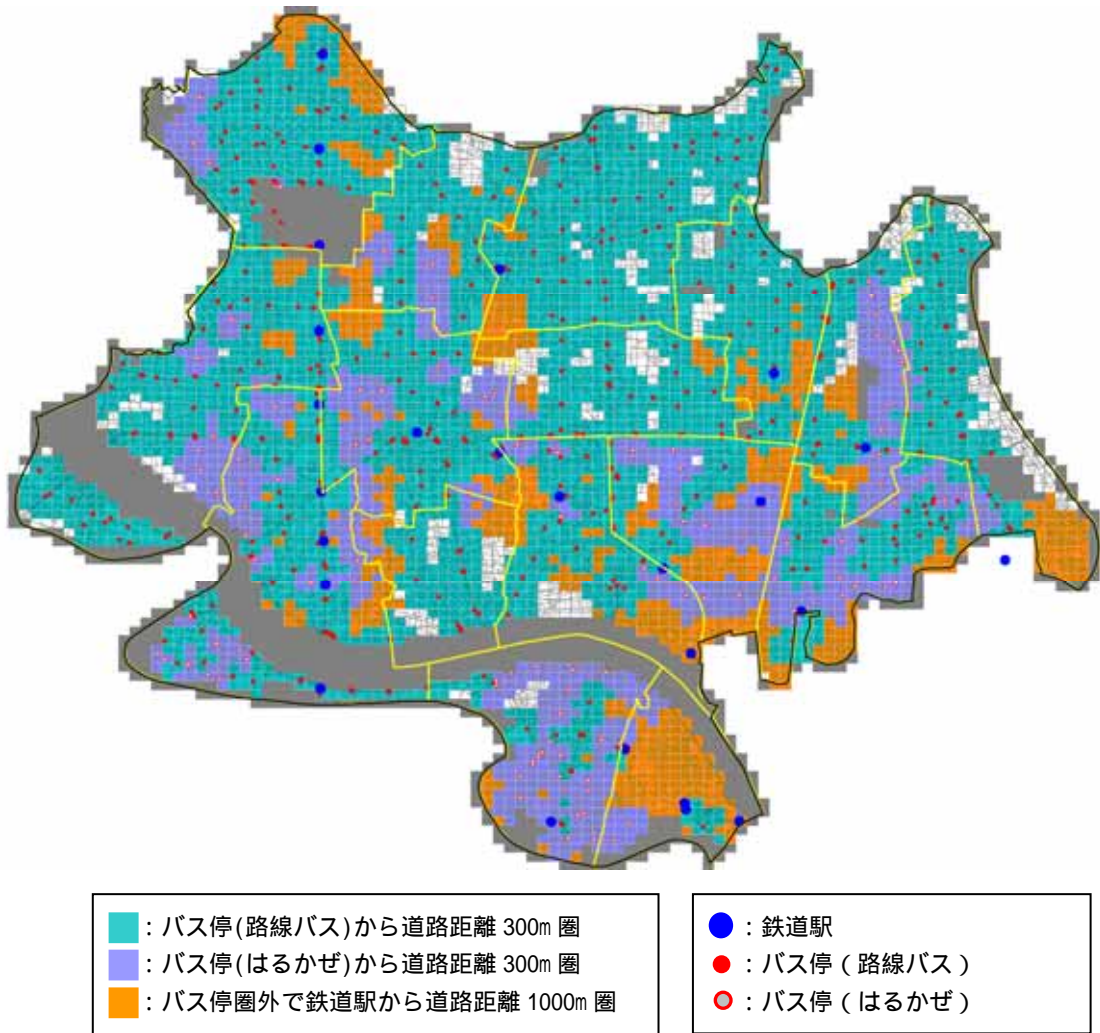 ：バス停(路線バス)から道路距離 300m 圏
：バス停(はるかぜ)から道路距離 300m 圏
：バス停圏外で鉄道駅から道路距離 1000m 圏
：鉄道駅
：バス停（路線バス）
：バス停（はるかぜ）